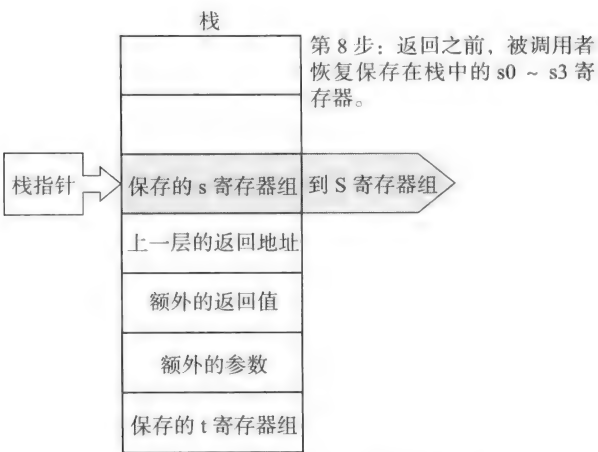 栈
第 8 步：返回之前，被调用者
恢复保存在栈中的 s0 ~ s3 寄
存器。
栈指针
保存的 s 寄存器组
到 S 寄存器组
上一层的返回地址
额外的返回值
额外的参数
保存的 t 寄存器组